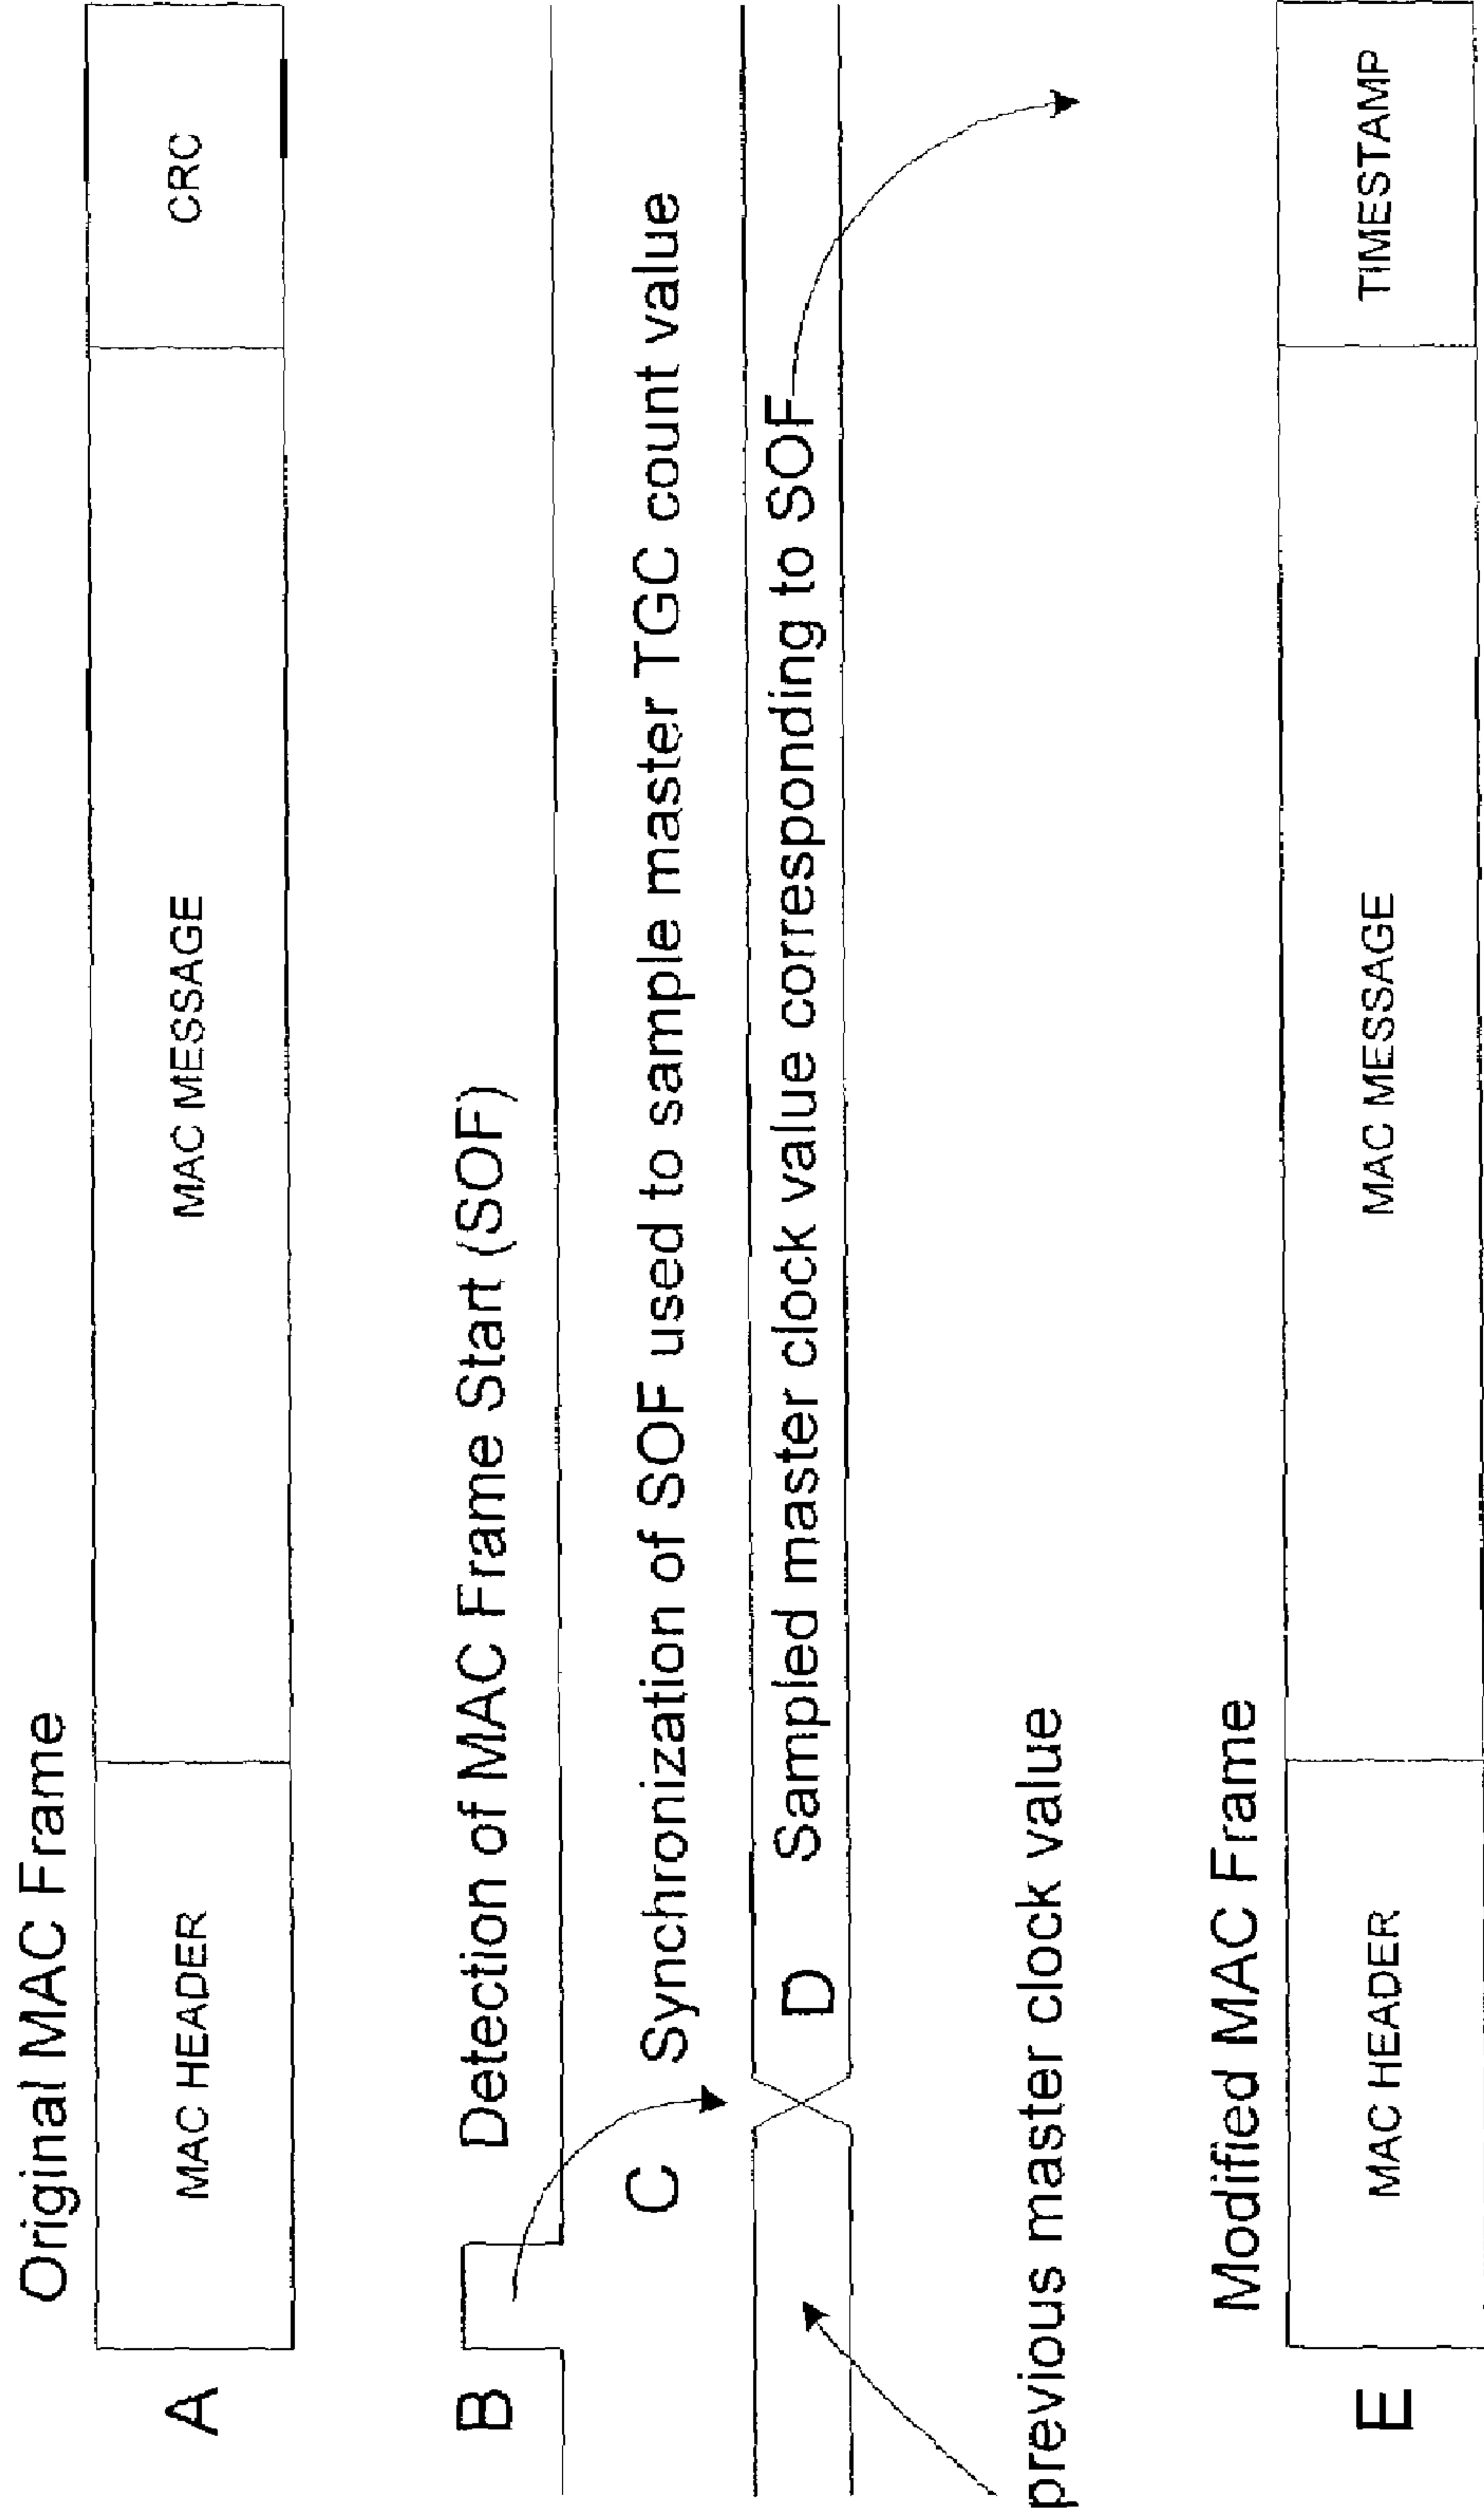 Original MAC Frame
A MAC HEADER MAC MESSAGE CRC
B Detection of MAC Frame Start (SOF)
C Synchronization of SOF used to sample master TGC count value
D Sampled master clock value corresponding to SOF
previous master clock value
Modified MAC Frame
E MAC HEADER MAC MESSAGE TIMESTAMP